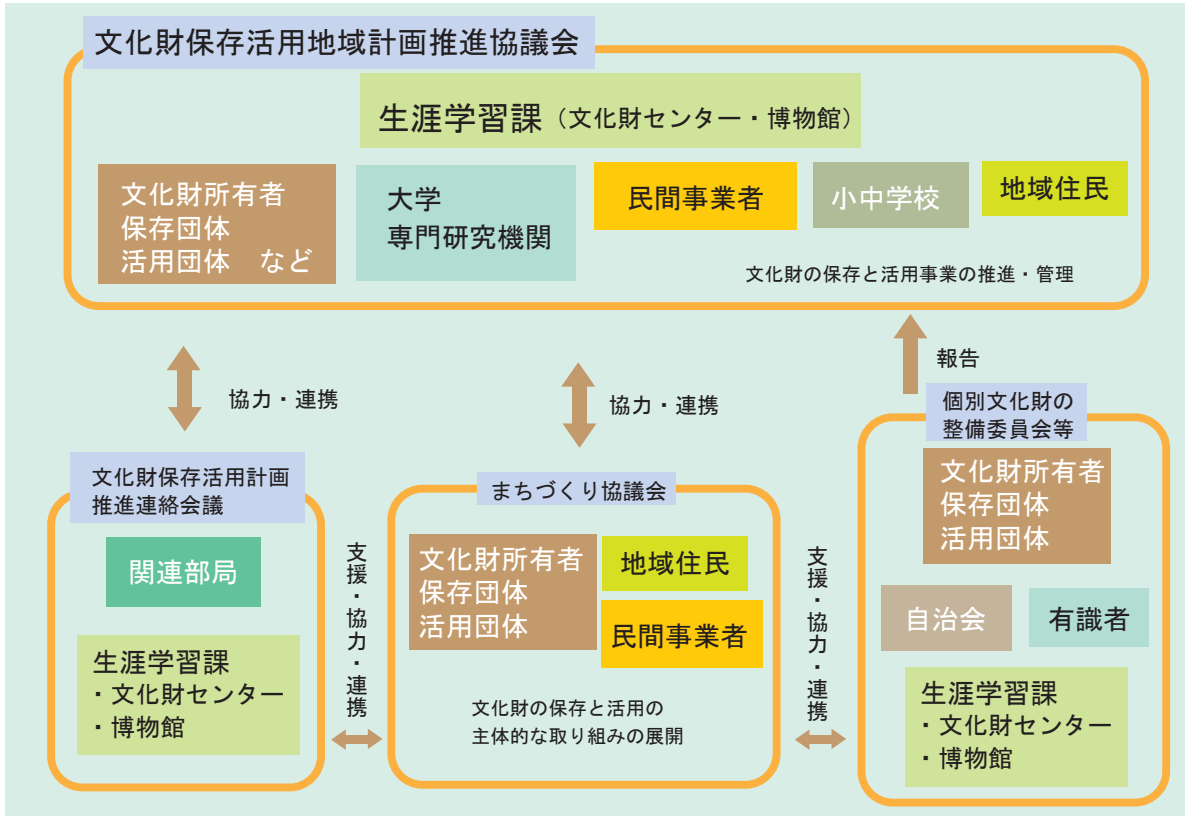 文化財保存活用地域計画推進協議会
生涯学習課（文化財センター・博物館）
文化財所有者
保存団体
活用団体　など
大学
専門研究機関
民間事業者
小中学校
地域住民
文化財の保存と活用事業の推進・管理
協力・連携
協力・連携
報告
文化財保存活用計画
推進連絡会議
関連部局
生涯学習課
・文化財センター
・博物館
支援・協力・連携
まちづくり協議会
文化財所有者
保存団体
活用団体
地域住民
民間事業者
文化財の保存と活用の
主体的な取り組みの展開
支援・協力・連携
個別文化財の
整備委員会等
文化財所有者
保存団体
活用団体
自治会
有識者
生涯学習課
・文化財センター
・博物館